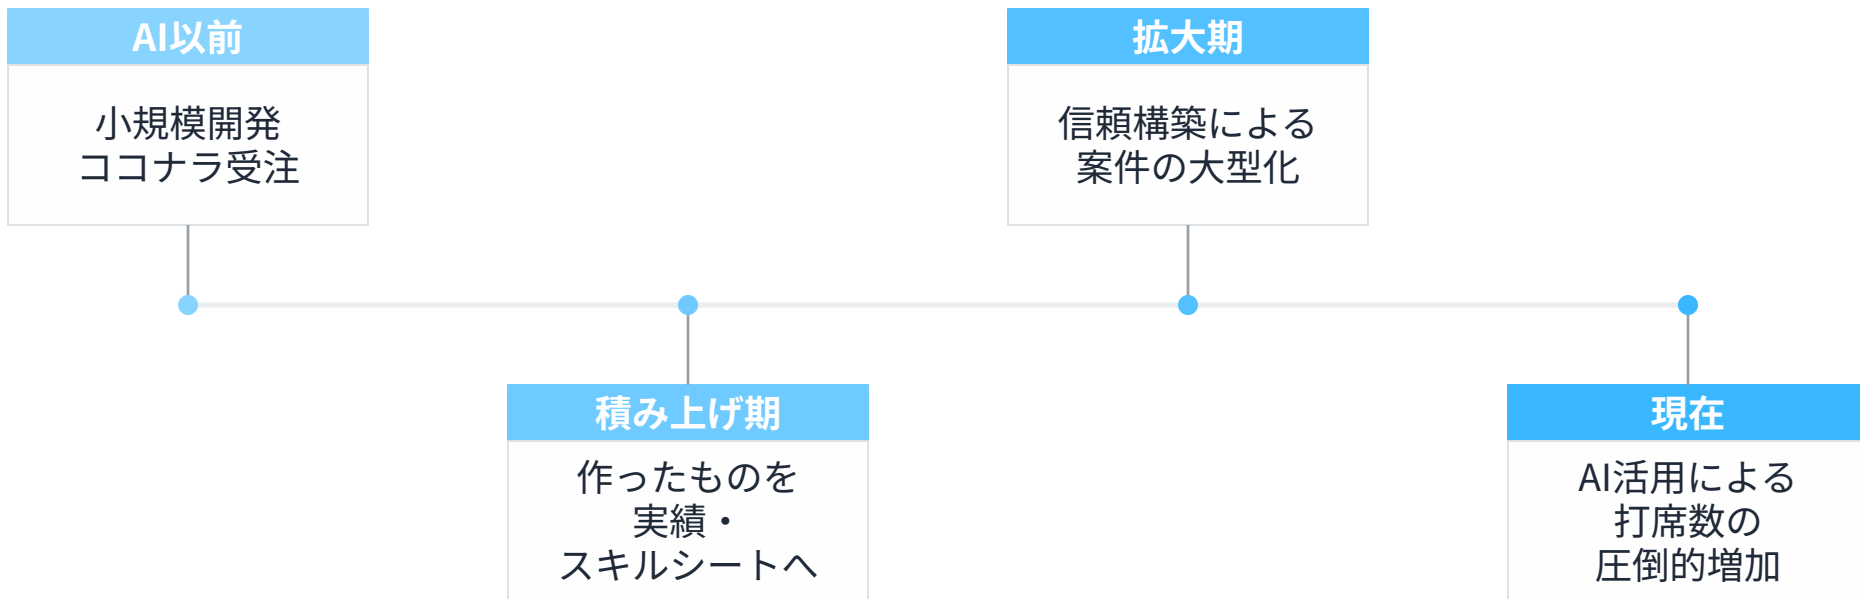 AI以前
小規模開発
ココナラ受注
積み上げ期
作ったものを
実績・
スキルシートへ
拡大期
信頼構築による
案件の大型化
現在
AI活用による
打席数の
圧倒的増加